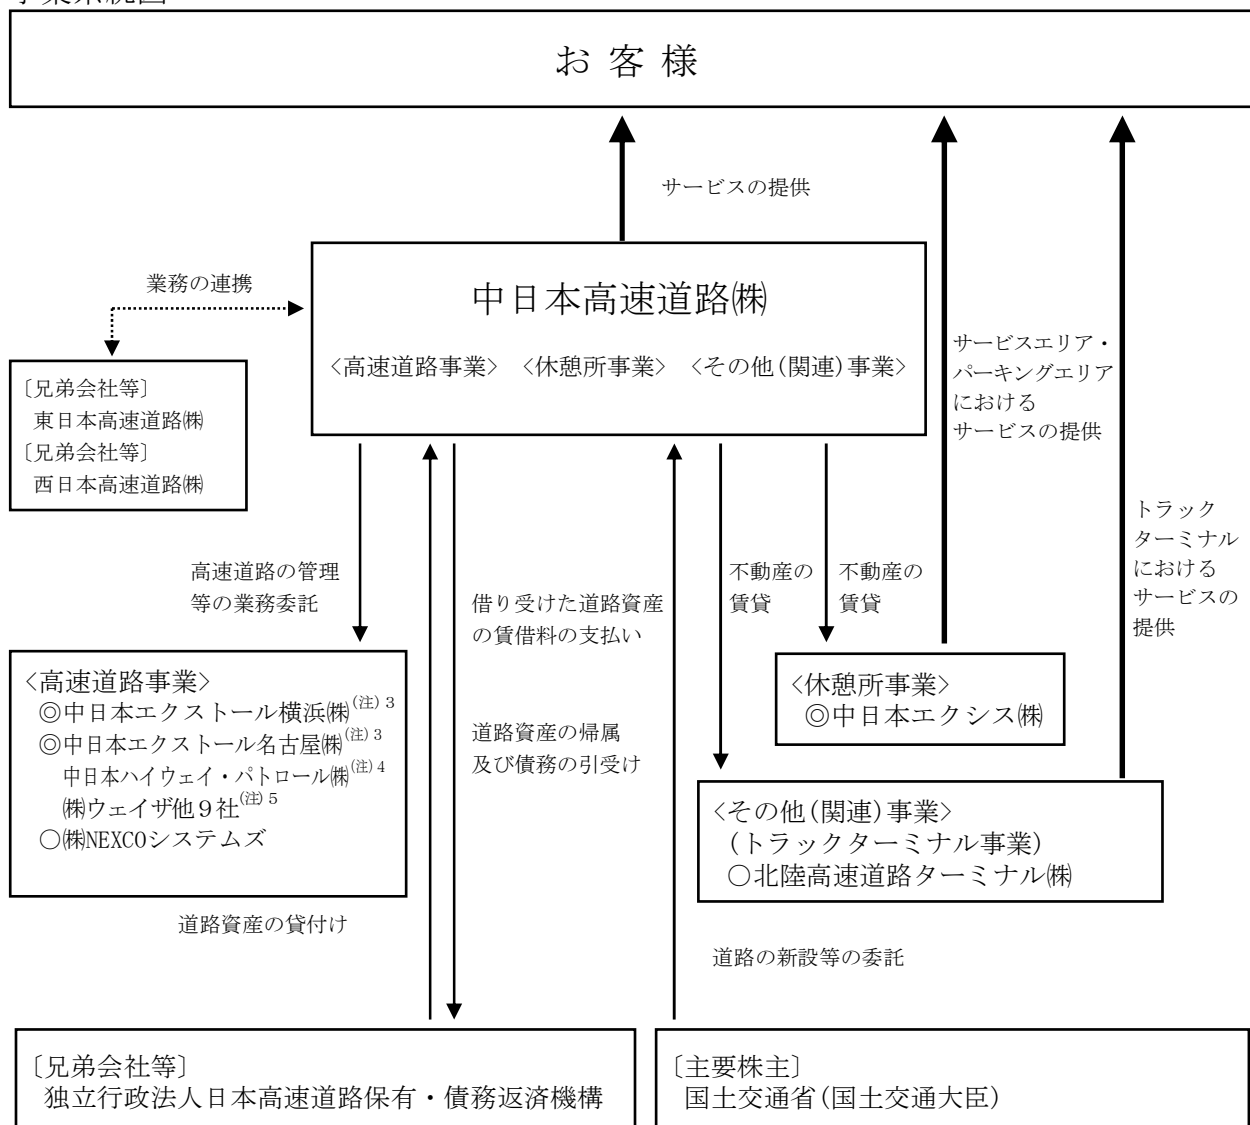 事業系統図
お 客 様
サービスの提供
業務の連携
中日本高速道路㈱
<高速道路事業> <休憩所事業> <その他(関連)事業>
〔兄弟会社等〕
東日本高速道路㈱
〔兄弟会社等〕
西日本高速道路㈱
サービスエリア・
パーキングエリア
における
サービスの提供
トラック
ターミナル
における
サービスの
提供
高速道路の管理
等の業務委託
借り受けた道路資産
の賃借料の支払い
不動産の
賃貸
不動産の
賃貸
道路資産の帰属
及び債務の引受け
<高速道路事業>
◎中日本エクストール横浜㈱(注)3
◎中日本エクストール名古屋㈱(注)3
中日本ハイウェイ・パトロール㈱(注)4
㈱ウェイザ他9社(注)5
○㈱NEXCOシステムズ
<休憩所事業>
◎中日本エクシス㈱
<その他(関連)事業>
(トラックターミナル事業)
○北陸高速道路ターミナル㈱
道路資産の貸付け
道路の新設等の委託
〔兄弟会社等〕
独立行政法人日本高速道路保有・債務返済機構
〔主要株主〕
国土交通省(国土交通大臣)